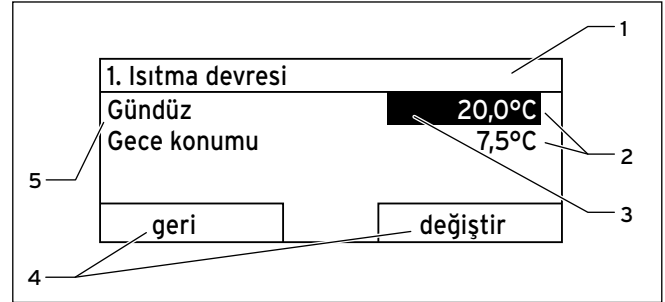 1
1. Isıtma devresi
Gündüz 20,0°C
Gece konumu 7,5°C
2
5
3
geri değiştir
4